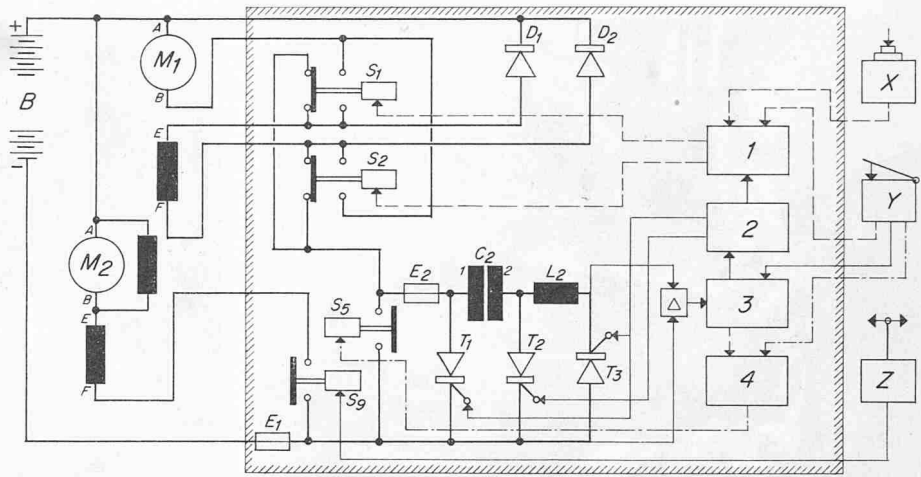 +
B
-
A
M1
B
E
F
A
M2
B
E
F
E1
D1
D2
S1
S2
E2
1
C2
2
L2
S5
S9
T1
T2
T3
Δ
1
2
3
4
X
Y
Z